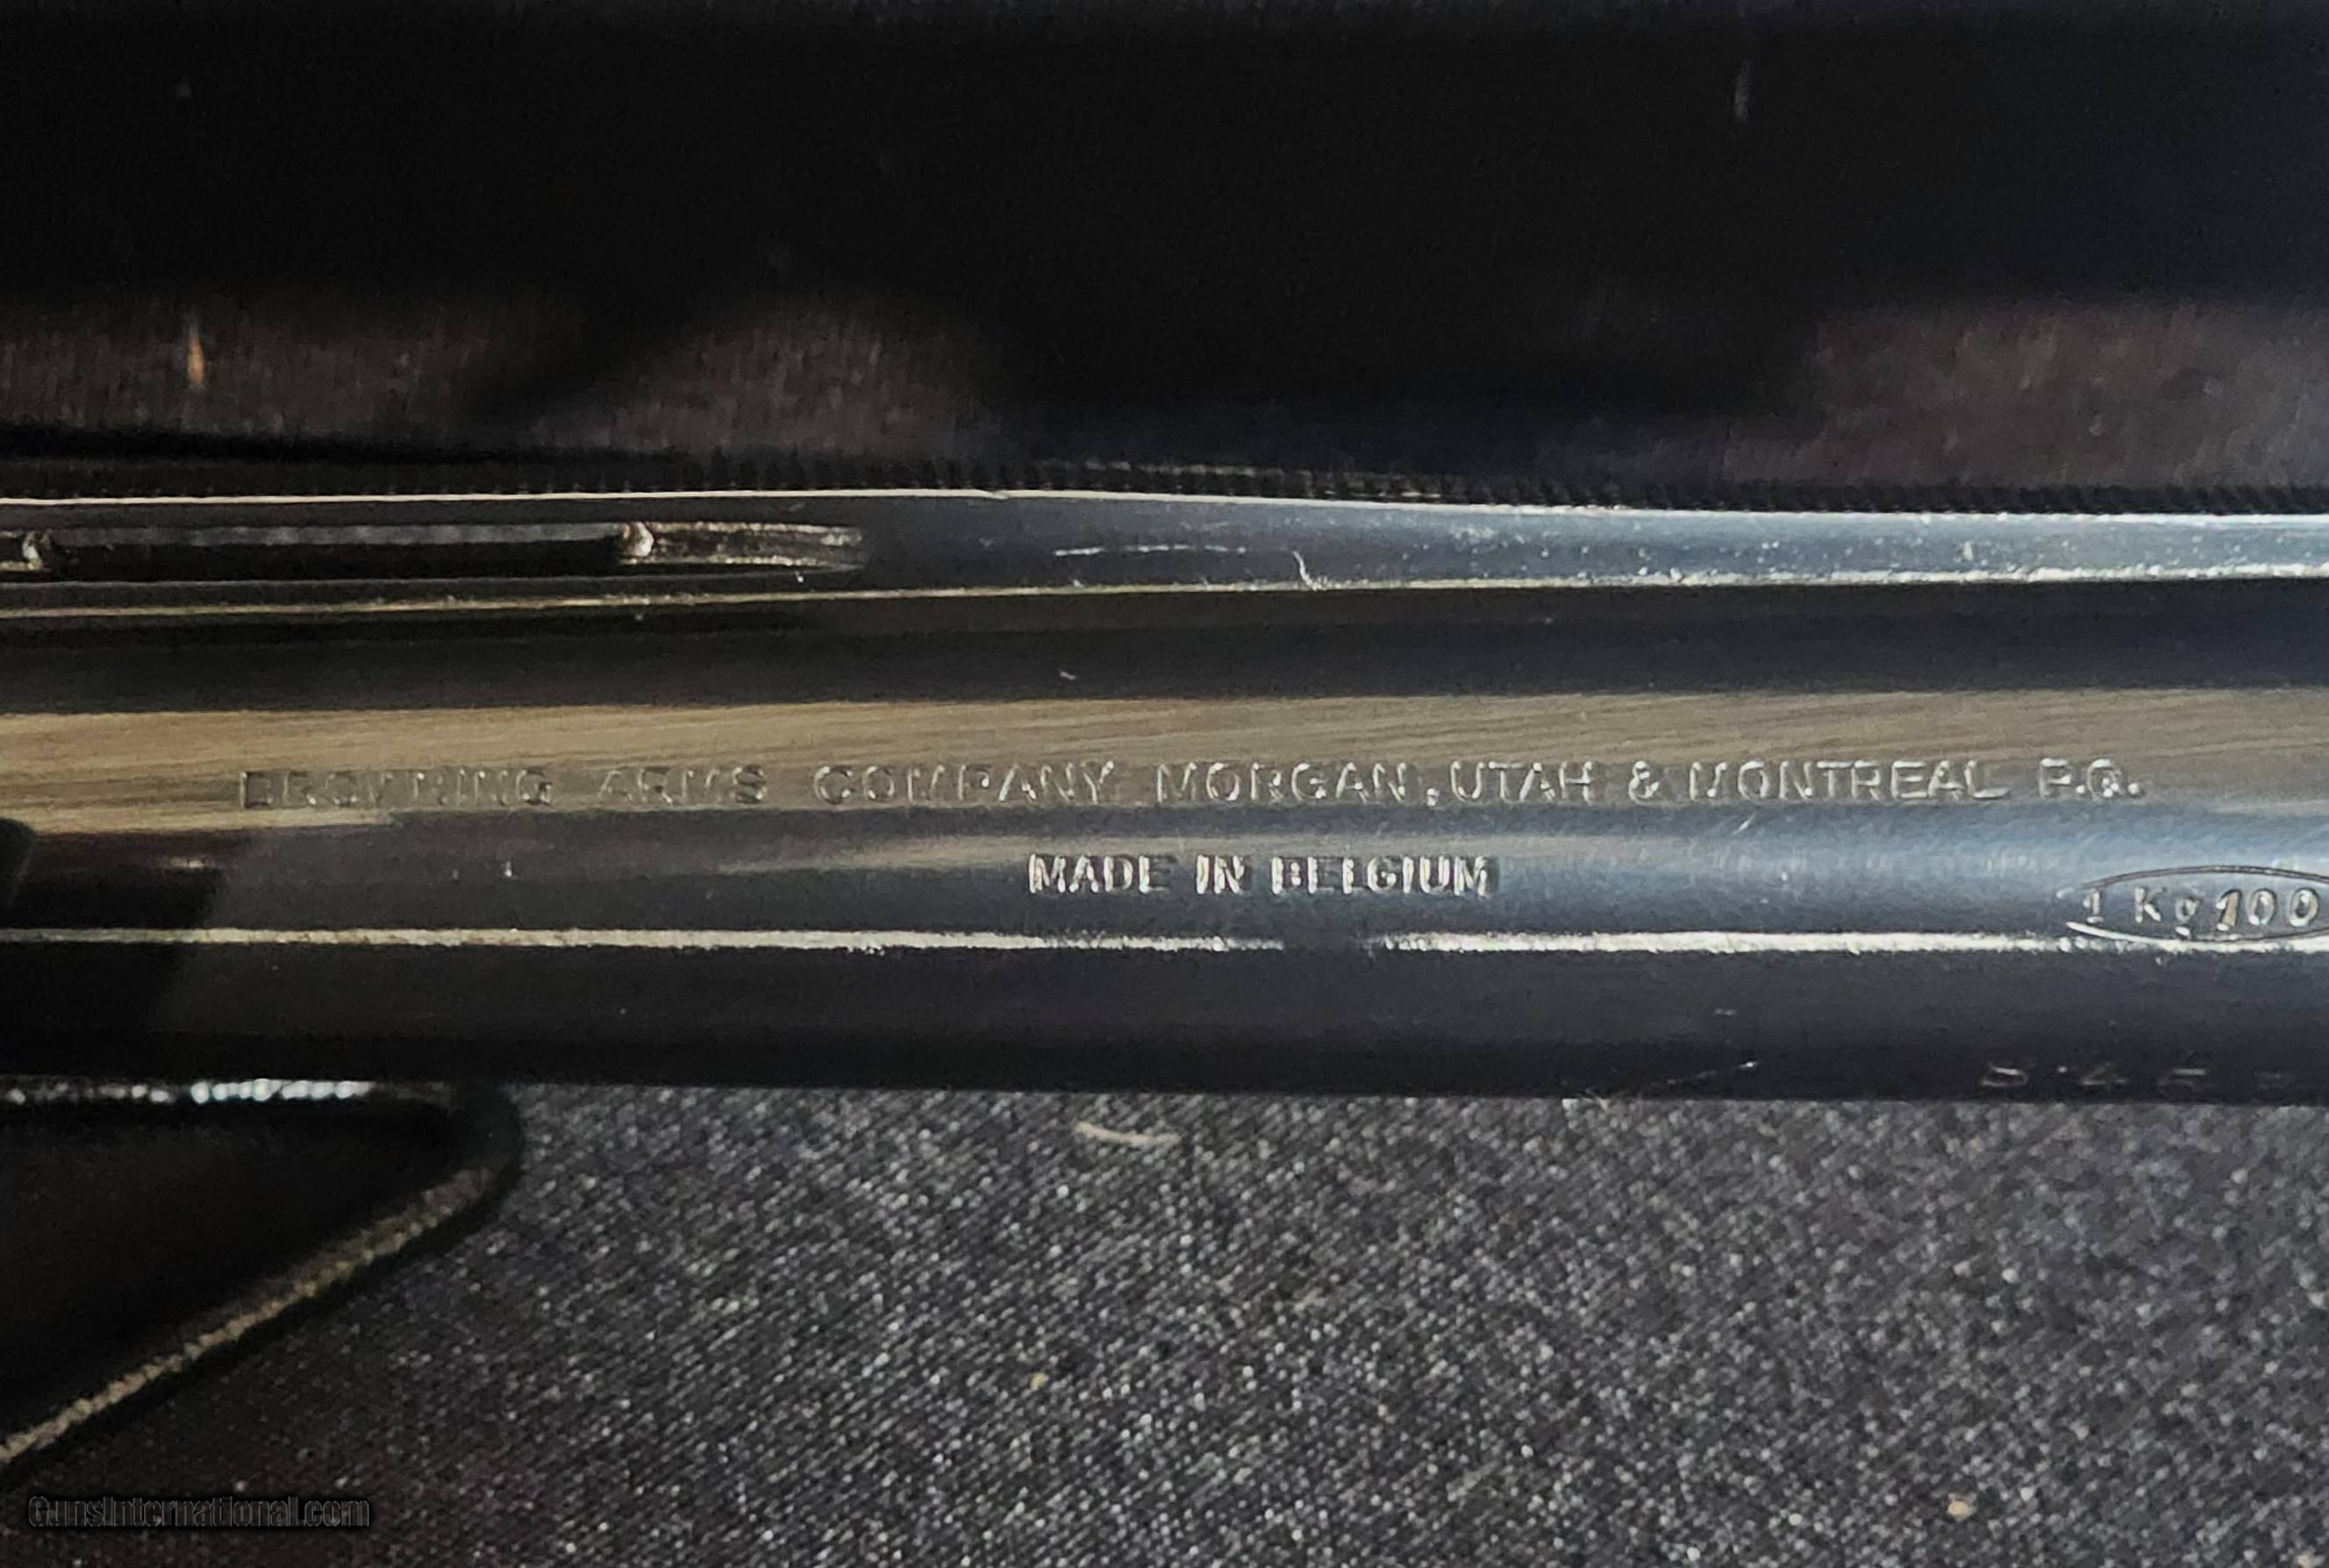 BROWNING ARMS COMPANY MORGAN, UTAH & MONTREAL P.Q.
MADE IN BELGIUM
1 Kg 100
GunsInternational.com